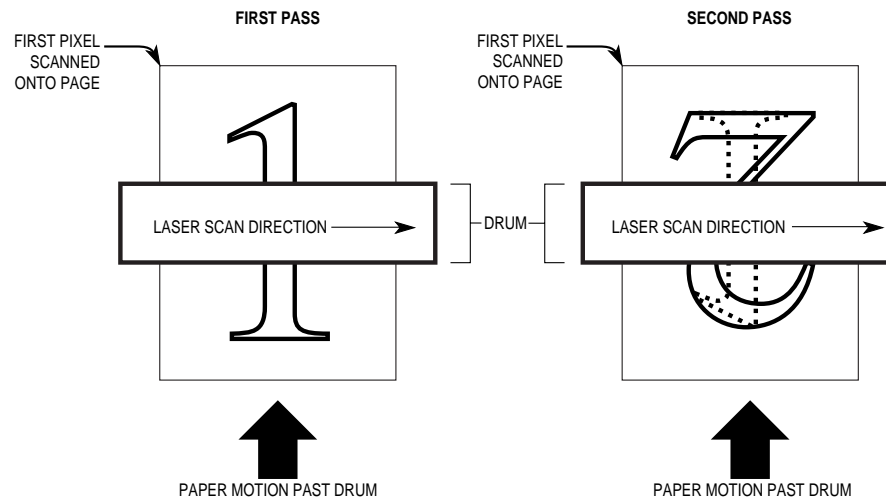 FIRST PASS
FIRST PIXEL
SCANNED
ONTO PAGE
1
LASER SCAN DIRECTION
PAPER MOTION PAST DRUM
DRUM
SECOND PASS
FIRST PIXEL
SCANNED
ONTO PAGE
3
LASER SCAN DIRECTION
PAPER MOTION PAST DRUM